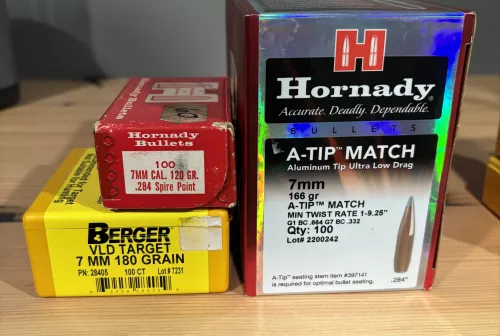 Hornady Bullets
Hornady
Bullets
100
7MM CAL. 120 GR.
.284 Spire Point
BERGER
VLD TARGET
7 MM 180 GRAIN
PN: 28405 100 CT Lot # 7231
H
Hornady
Accurate. Deadly. Dependable.
BULLETS
A-TIP™ MATCH
Aluminum Tip Ultra Low Drag
7mm
166 gr
A-TIP™ MATCH
MIN TWIST RATE 1-9.25"
G1 BC .664 G7 BC .332
Qty: 100
Lot# 2200242
.284"
A-Tip™ seating stem item #397141
is required for optimal bullet seating.